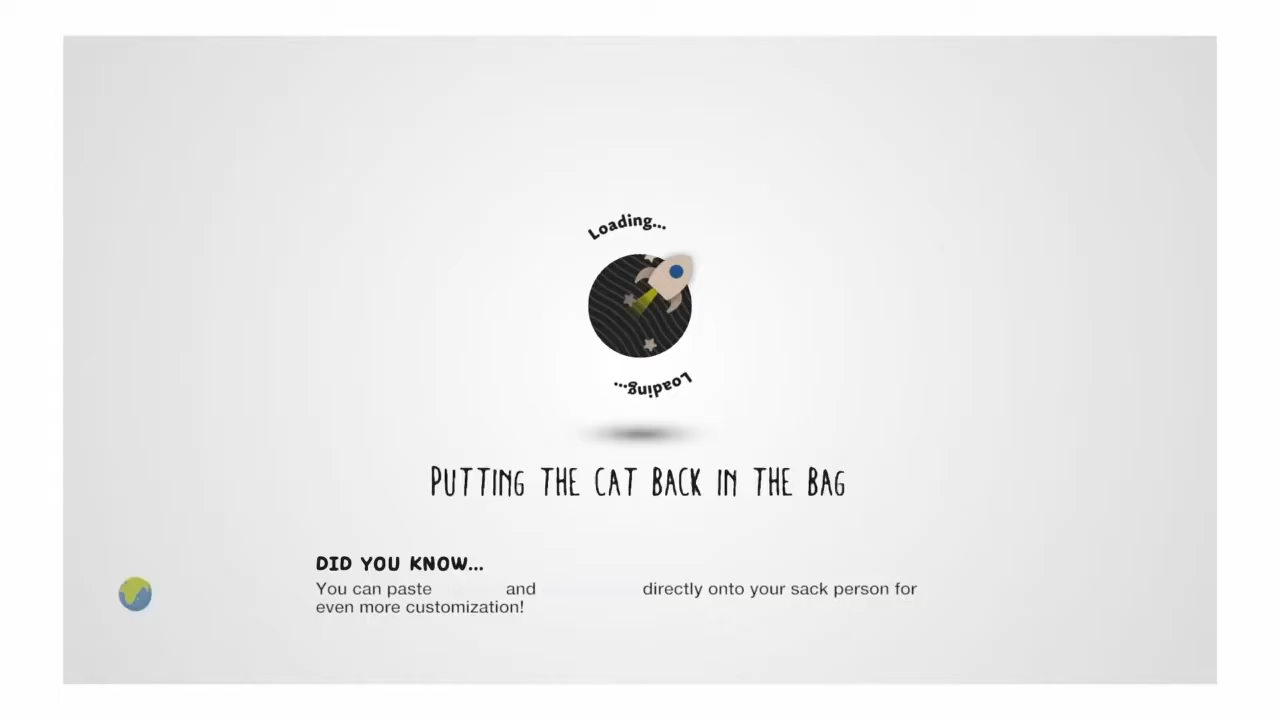 Loading...
Loading...
PUTTING THE CAT BACK IN THE BAG
DID YOU KNOW...
You can paste and directly onto your sack person for
even more customization!